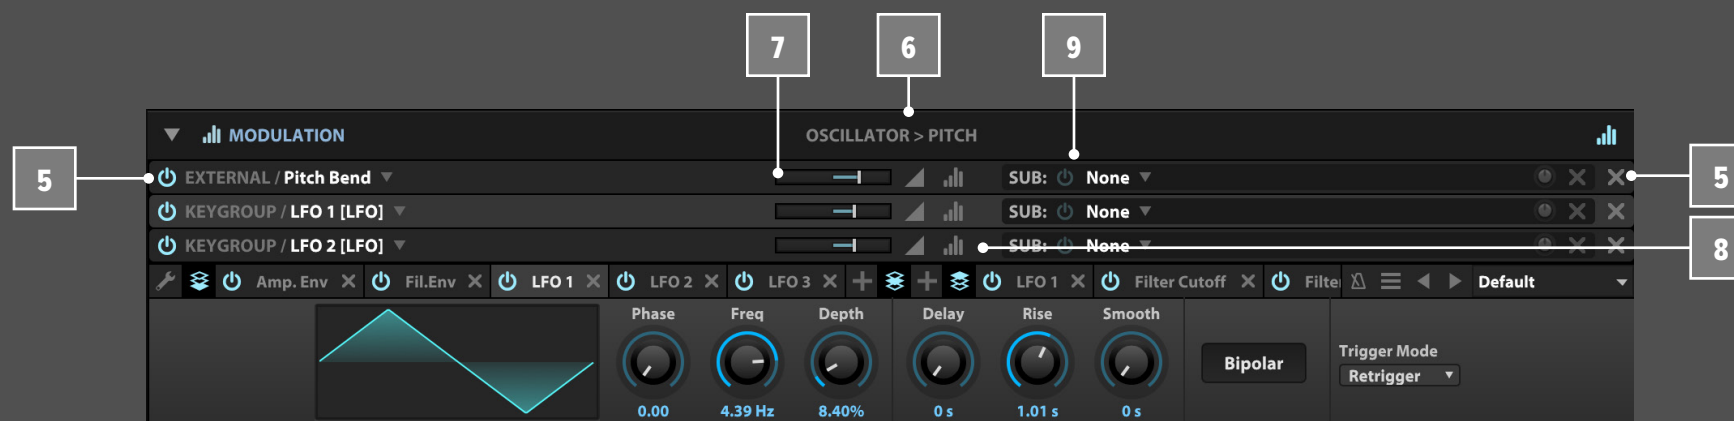 7 6 9
MODULATION OSCILLATOR > PITCH
5 EXTERNAL / Pitch Bend SUB: None 5
KEYGROUP / LFO 1 [LFO] SUB: None
KEYGROUP / LFO 2 [LFO] SUB: None 8
Amp. Env Fil.Env LFO 1 LFO 2 LFO 3 LFO 1 Filter Cutoff Filte Default
Phase Freq Depth Delay Rise Smooth
Bipolar Trigger Mode
Retrigger
0.00 4.39 Hz 8.40% 0 s 1.01 s 0 s